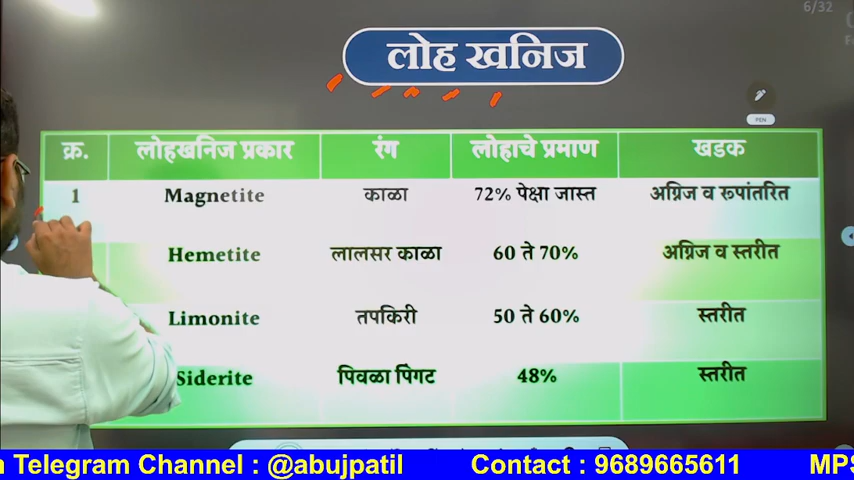 6/32
लोह खनिज
PEN
क्र. लोहखनिज प्रकार रंग लोहाचे प्रमाण खडक
1 Magnetite काळा 72% पेक्षा जास्त अग्निज व रूपांतरित
Hemetite लालसर काळा 60 ते 70% अग्निज व स्तरीत
Limonite तपकिरी 50 ते 60% स्तरीत
Siderite पिवळा पिंगट 48% स्तरीत
Telegram Channel : @abujpatil Contact : 9689665611